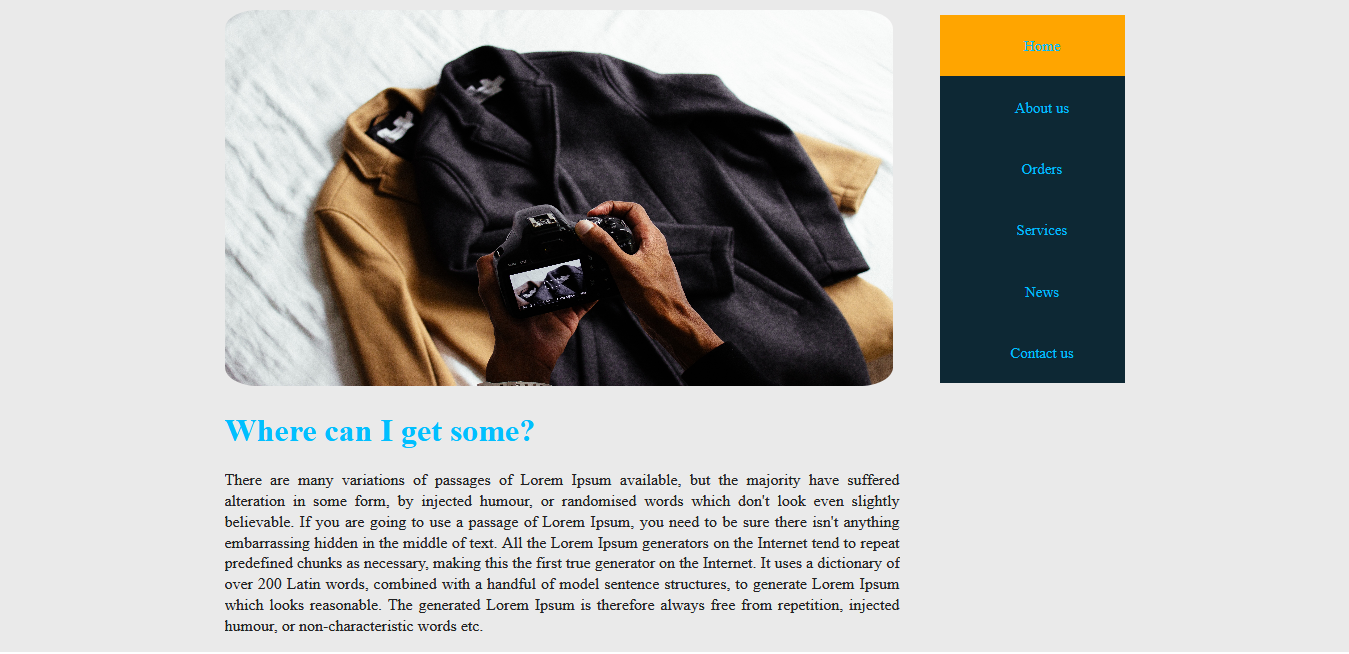 Home
About us
Orders
Services
News
Contact us
Where can I get some?
There are many variations of passages of Lorem Ipsum available, but the majority have suffered
alteration in some form, by injected humour, or randomised words which don't look even slightly
believable. If you are going to use a passage of Lorem Ipsum, you need to be sure there isn't anything
embarrassing hidden in the middle of text. All the Lorem Ipsum generators on the Internet tend to repeat
predefined chunks as necessary, making this the first true generator on the Internet. It uses a dictionary of
over 200 Latin words, combined with a handful of model sentence structures, to generate Lorem Ipsum
which looks reasonable. The generated Lorem Ipsum is therefore always free from repetition, injected
humour, or non-characteristic words etc.